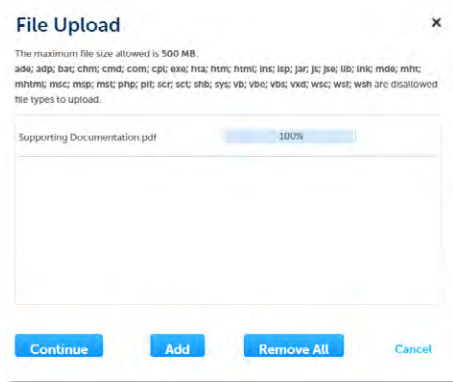 File Upload
×
The maximum file size allowed is 500 MB.
ade; adp; bat; chm; cmd; com; cpl; exe; hta; htm; html; ins; isp; jar; js; jse; lib; lnk; mde; mht;
mhtml; msc; msp; mst; php; pif; scr; sct; shb; sys; vb; vbe; vbs; vxd; wsc; wsf; wsh are disallowed
file types to upload.
Supporting Documentation.pdf 100%
Continue Add Remove All Cancel